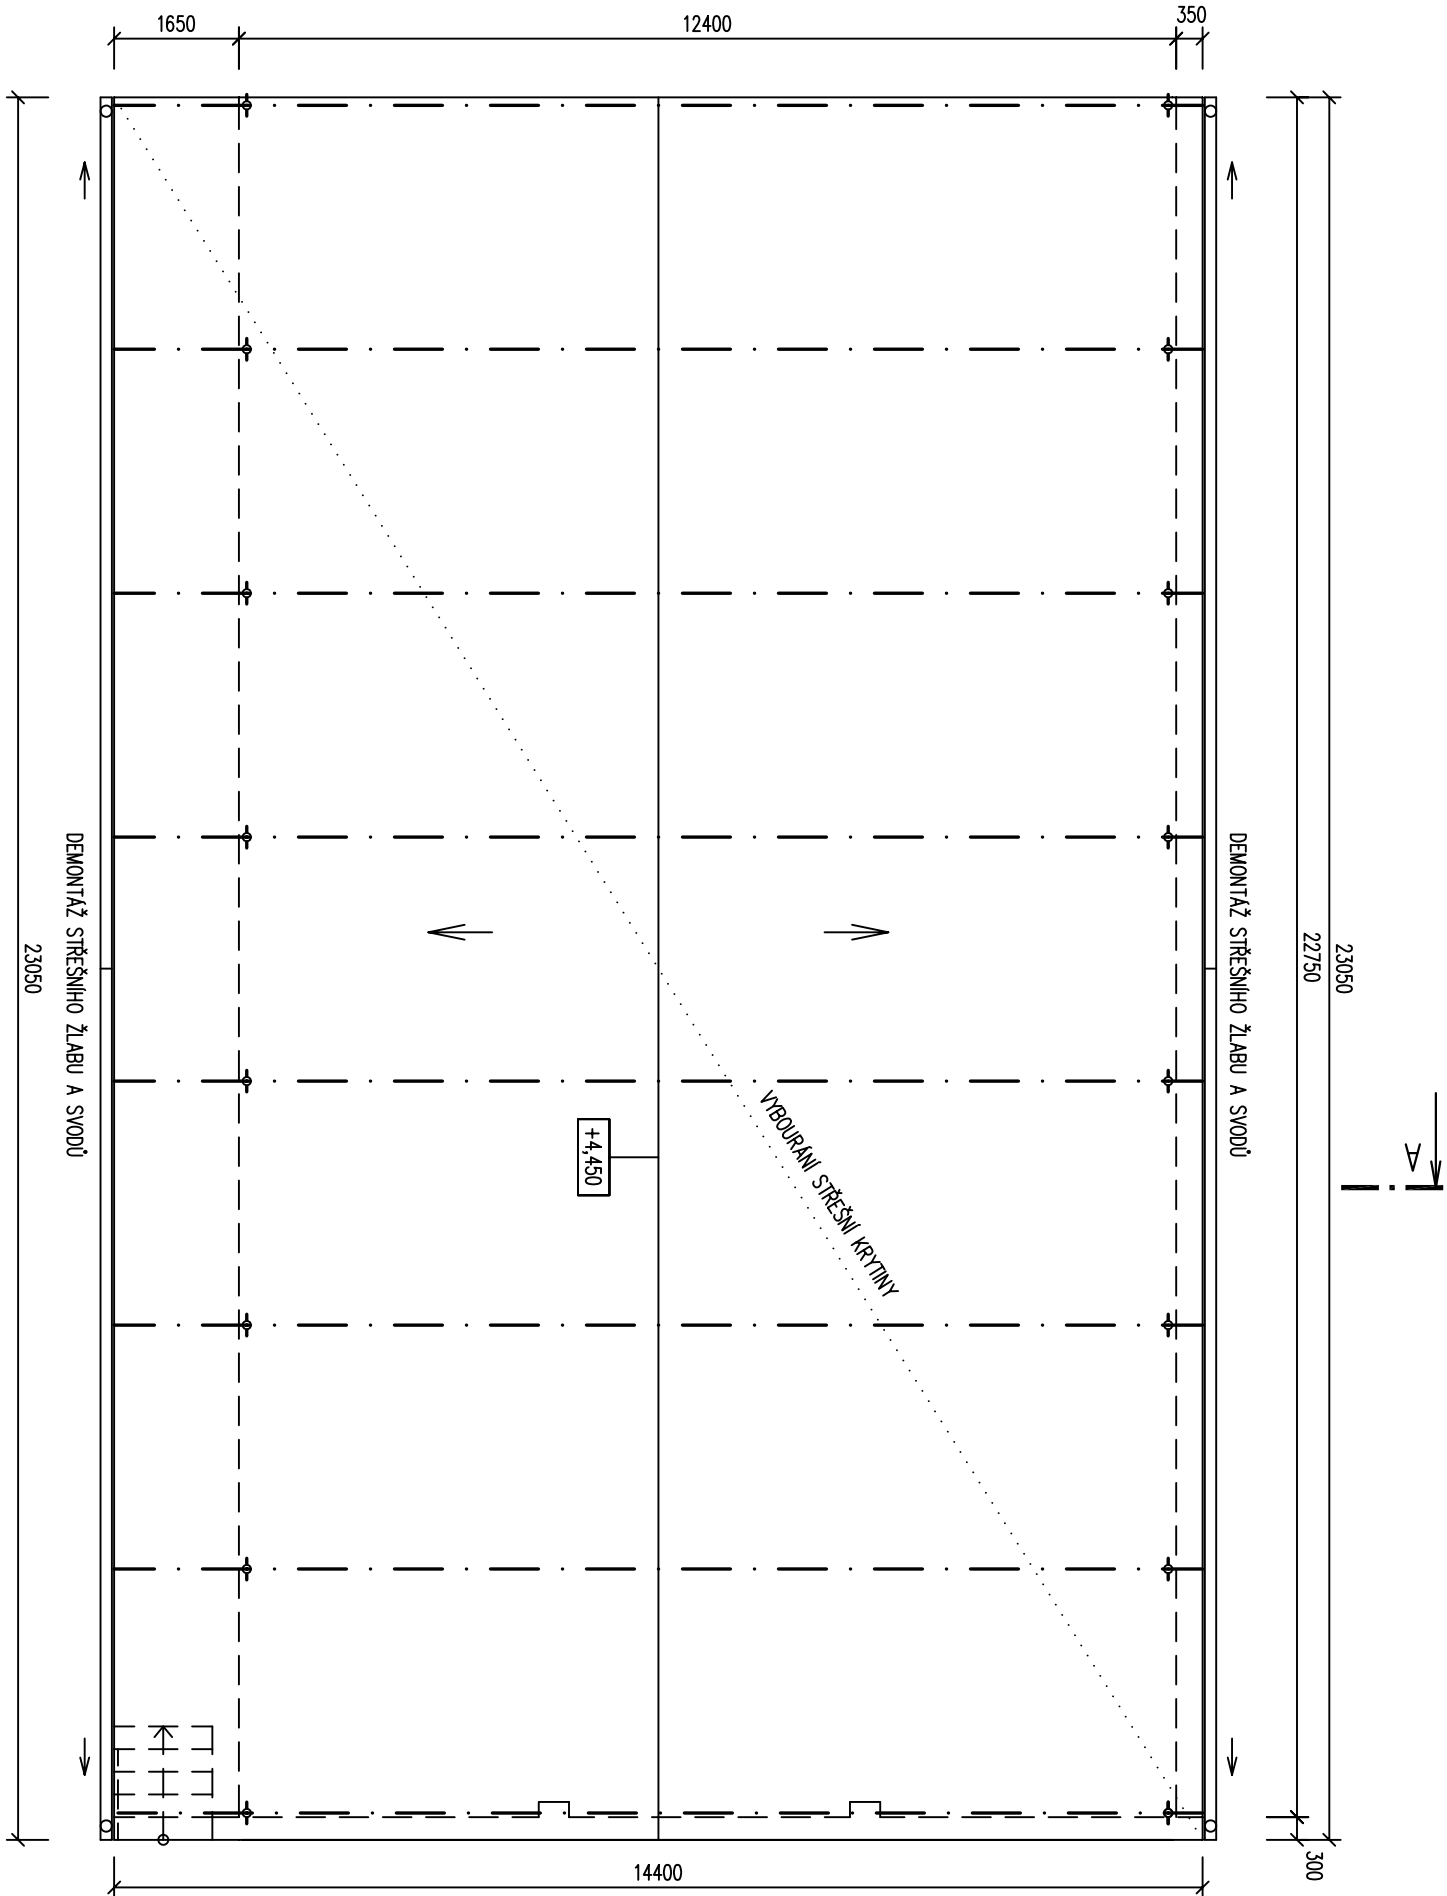 1650
12400
350
DEMONTÁŽ STŘEŠNÍHO ŽLABU A SVODŮ
23050
22750
23050
300
A
DEMONTÁŽ STŘEŠNÍHO ŽLABU A SVODŮ
VYBOURÁNÍ STŘEŠNÍ KRYTINY
+4,450
14400